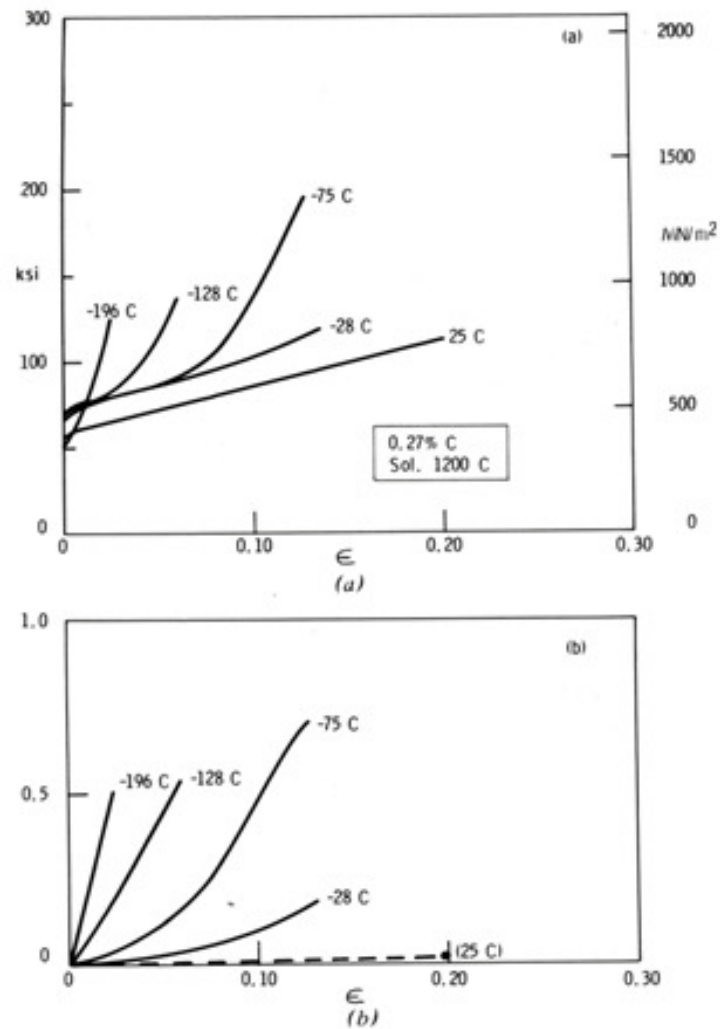 300
(a)
2000
-75 C
1500
200
MN/m²
ksi
-128 C
1000
-196 C
-28 C
25 C
100
500
0.27% C
Sol. 1200 C
0
0
0
0.10
0.20
0.30
ϵ
(a)
1.0
(b)
-75 C
-196 C
-128 C
0.5
-28 C
(25 C)
0
0
0.10
0.20
0.30
ϵ
(b)